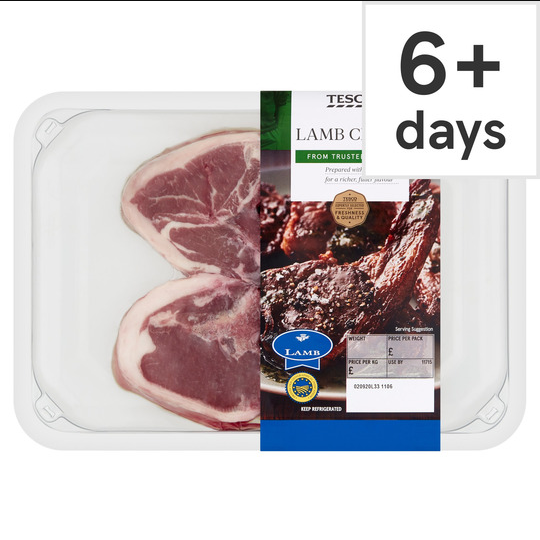 6+
days
TESC
LAMB C
FROM TRUSTE
Prepared with
for a richer, fuller flavour
TESCO
FRESHNESS
& QUALITY
Serving Suggestion
LAMB
WEIGHT
PRICE PER PACK
£
PRICE PER KG
£
USE BY
11715
020920L33 1106
KEEP REFRIGERATED